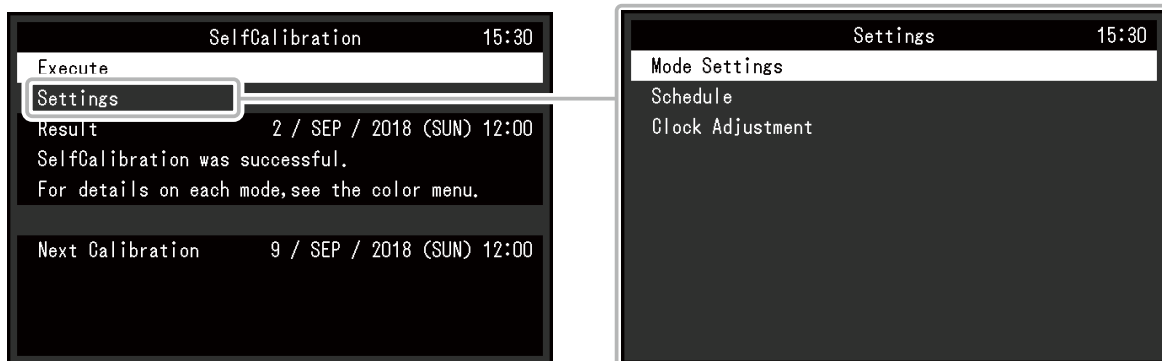 SelfCalibration 15:30
Execute
Settings
Result 2 / SEP / 2018 (SUN) 12:00
SelfCalibration was successful.
For details on each mode,see the color menu.
Next Calibration 9 / SEP / 2018 (SUN) 12:00
Settings 15:30
Mode Settings
Schedule
Clock Adjustment